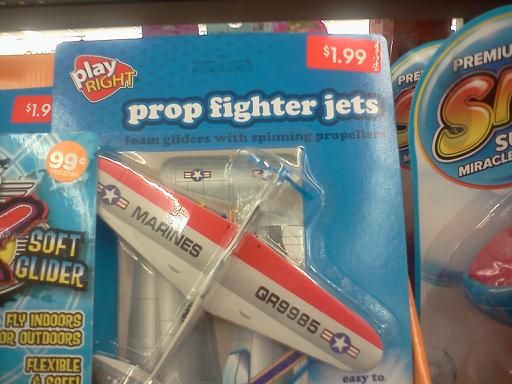 play
RIGHT
$1.99
prop fighter jets
foam gliders with spinning propellers
MARINES
QR9985
easy to
$1.9
99¢
SOFT
GLIDER
FLY INDOORS
OR OUTDOORS
FLEXIBLE
& SAFE!
PRE
PREMIU
S
SU
MIRACLE